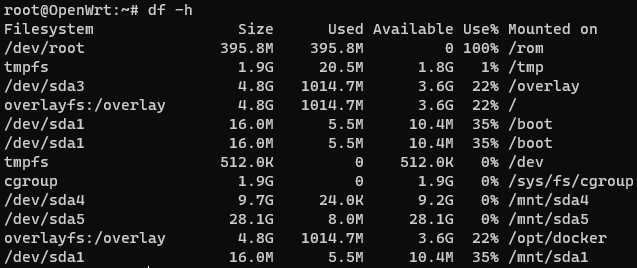 root@OpenWrt:~# df -h
Filesystem                Size      Used Available Use% Mounted on
/dev/root               395.8M    395.8M         0 100% /rom
tmpfs                     1.9G     20.5M      1.8G   1% /tmp
/dev/sda3                 4.8G   1014.7M      3.6G  22% /overlay
overlayfs:/overlay        4.8G   1014.7M      3.6G  22% /
/dev/sda1                16.0M      5.5M     10.4M  35% /boot
/dev/sda1                16.0M      5.5M     10.4M  35% /boot
tmpfs                   512.0K         0    512.0K   0% /dev
cgroup                    1.9G         0      1.9G   0% /sys/fs/cgroup
/dev/sda4                 9.7G     24.0K      9.2G   0% /mnt/sda4
/dev/sda5                28.1G      8.0M     28.1G   0% /mnt/sda5
overlayfs:/overlay        4.8G   1014.7M      3.6G  22% /opt/docker
/dev/sda1                16.0M      5.5M     10.4M  35% /mnt/sda1